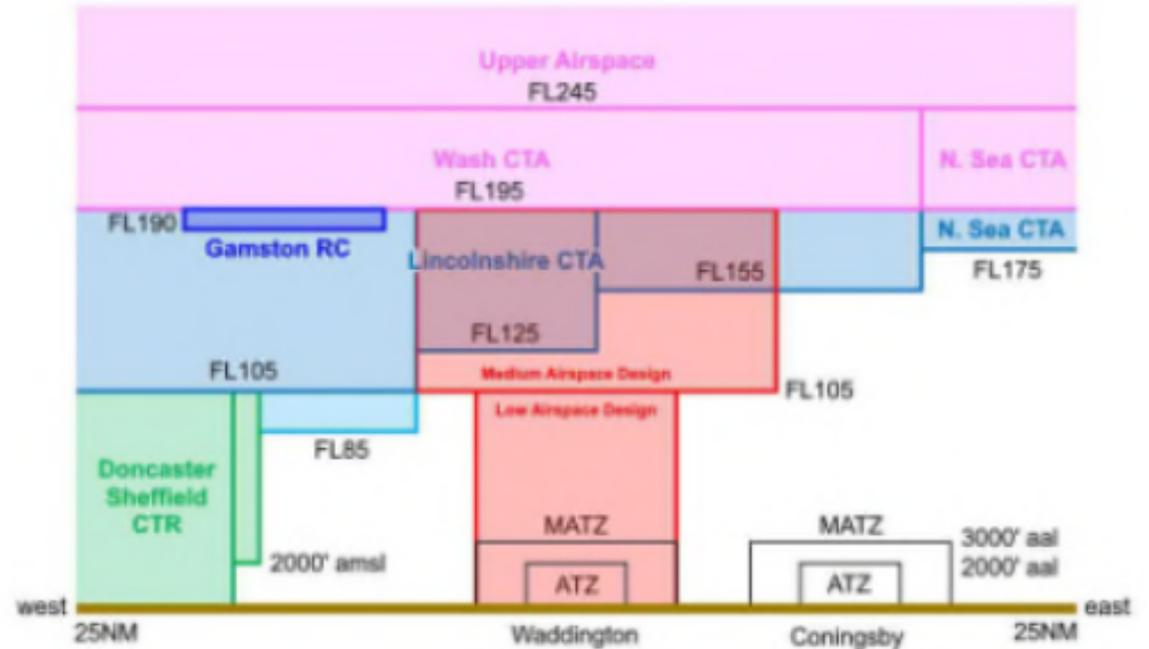 Upper Airspace
FL245
Wash CTA
N. Sea CTA
FL195
FL190
Gamston RC
Lincolnshire CTA
N. Sea CTA
FL155
FL175
FL125
FL105
Medium Airspace Design
FL105
Low Airspace Design
FL85
Doncaster
Sheffield
CTR
MATZ
MATZ
3000' aal
2000' amsl
2000' aal
ATZ
ATZ
west
east
25NM
Waddington
Coningsby
25NM